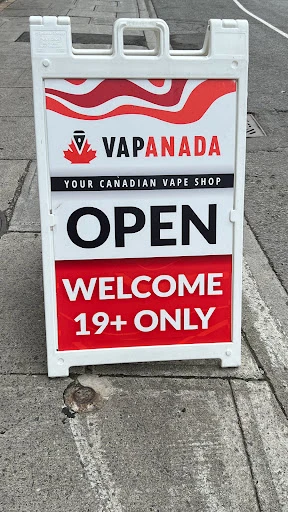 VAPANADA
YOUR CANADIAN VAPE SHOP
OPEN
WELCOME
19+ ONLY